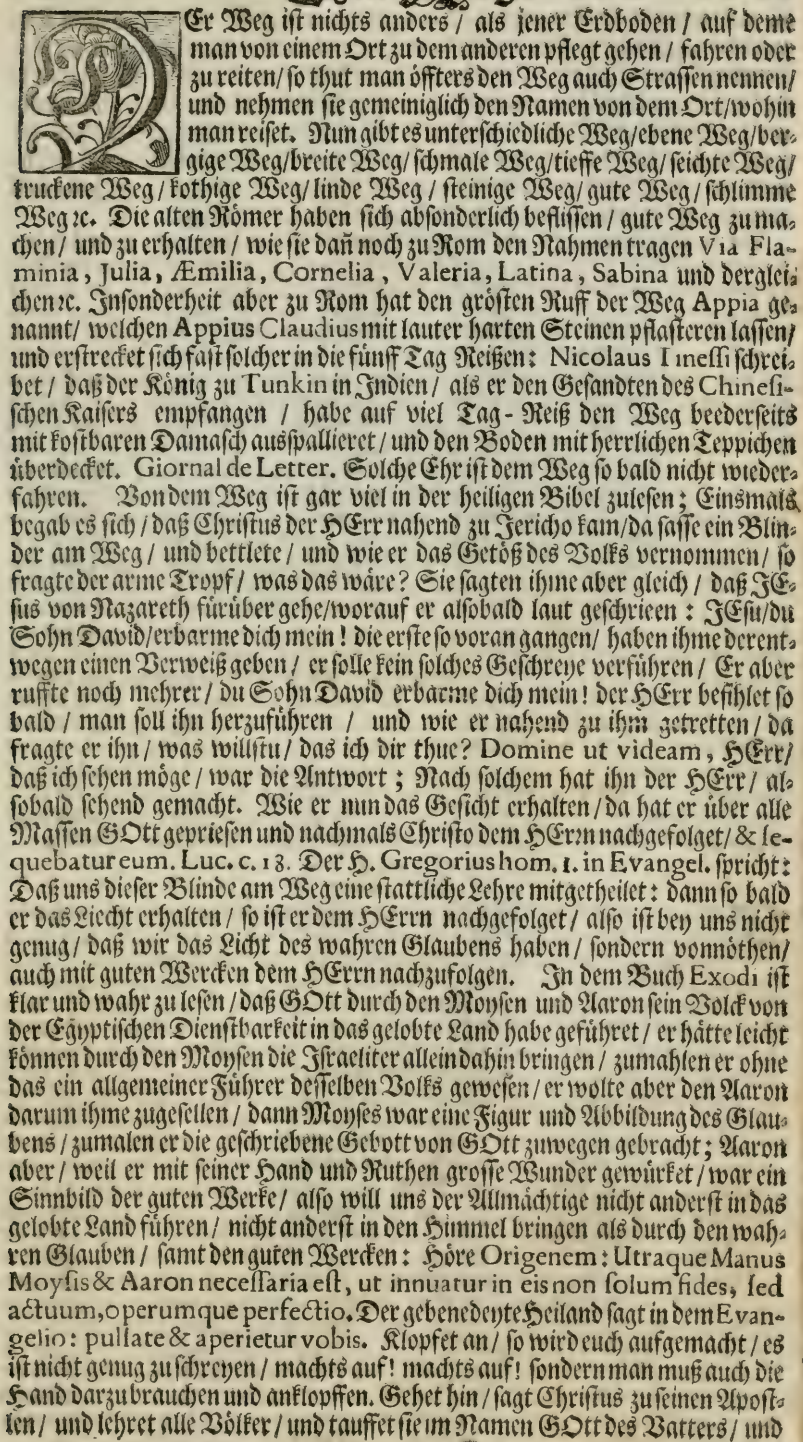 DEr Weg ist nichts anders / als jener Erdboden / auf deme
man von einem Ort zu dem anderen pflegt gehen / fahren oder
zu reiten / so thut man öffters den Weg auch Strassen nennen /
und nehmen sie gemeiniglich den Namen von dem Ort / wohin
man reiset. Nun gibt es unterschiedliche Weg / ebene Weg / ber-
gige Weg / breite Weg / schmale Weg / tieffe Weg / seichte Weg /
truckene Weg / kothige Weg / linde Weg / steinige Weg / gute Weg / schlimme
Weg ꝛc. Die alten Römer haben sich absonderlich beflissen / gute Weg zu ma-
chen / und zu erhalten / wie sie dañ noch zu Rom den Nahmen tragen Via Fla-
minia, Julia, Æmilia, Cornelia, Valeria, Latina, Sabina und derglei-
chen ꝛc. Insonderheit aber zu Rom hat den grösten Ruff der Weg Appia ge-
nannt / welchen Appius Claudius mit lauter harten Steinen pflasteren lassen /
und erstrecket sich fast solcher in die fünff Tag Reisen: Nicolaus schrei-
bet / daß der König zu Tunkin in Indien / als er den Gesandten des Chinesi-
schen Kaisers empfangen / habe auf viel Tag-Reiß den Weg beederseits
mit kostbaren Damasch ausspallieret / und den Boden mit herrlichen Teppichen
überdecket. Giornal de Letter. Solche Ehr ist dem Weg so bald nicht wieder-
fahren. Von dem Weg ist gar viel in der heiligen Bibel zulesen; Einsmals
begab es sich / daß Christus der HErr nahend zu Jericho kam / da sasse ein Blin-
der am Weg / und bettlete / und wie er das Getöß des Volks vernommen / so
fragte der arme Tropf / was das wäre? Sie sagten ihme aber gleich / daß JE-
sus von Nazareth fürüber gehe / worauf er alsobald laut geschrieen: JEsu / du
Sohn David / erbarme dich mein! die erste so voran gangen / haben ihme derent-
wegen einen Verweiß geben / er solle kein solches Geschreye verführen / Er aber
ruffte noch mehrer / du Sohn David erbarme dich mein! der HErr befihlet so
bald / man soll ihn herzuführen / und wie er nahend zu ihm getretten / da
fragte er ihn / was willstu / das ich dir thue? Domine ut videam, HErr /
daß ich sehen möge / war die Antwort; Nach solchem hat ihn der HErr / al-
sobald sehend gemacht. Wie er nun das Gesicht erhalten / da hat er über alle
Massen GOtt gepriesen und nachmals Christo dem HErrn nachgefolget / & se-
quebatur eum. Luc. c. 18. Der H. Gregorius hom. 1. in Evangel. spricht:
Daß uns dieser Blinde am Weg eine stattliche Lehre mitgetheilet: dann so bald
er das Liecht erhalten / so ist er dem HErrn nachgefolget / also ist bey uns nicht
genug / daß wir das Licht des wahren Glaubens haben / sondern vonnöthen /
auch mit guten Wercken dem HErrn nachzufolgen. In dem Buch Exodi ist
klar und wahr zu lesen / daß GOtt durch den Moysen und Aaron sein Volck von
der Egyptischen Dienstbarkeit in das gelobte Land habe geführet / er hätte leicht
können durch den Moysen die Israeliter allein dahin bringen / zumahlen er ohne
das ein allgemeiner Führer desselben Volks gewesen / er wolte aber den Aaron
darum ihme zugesellen / dann Moyses war eine Figur und Abbildung des Glau-
bens / zumalen er die geschriebene Gebott von GOtt zuwegen gebracht; Aaron
aber / weil er mit seiner Hand und Ruthen grosse Wunder gewürket / war ein
Sinnbild der guten Werke / also will uns der Allmächtige nicht anderst in das
gelobte Land führen / nicht anderst in den Himmel bringen als durch den wah-
ren Glauben / samt den guten Wercken: Höre Origenem: Utraque Manus
Moysis & Aaron necessaria est, ut innuatur in eis non solum fides, sed
actuum, operumque perfectio. Der gebenedeyte Heiland sagt in dem Evan-
gelio: pulsate & aperietur vobis. Klopfet an / so wird euch aufgemacht / es
ist nicht genug zu schreyen / machts auf! machts auf! sondern man muß auch die
Hand darzu brauchen und anklopffen. Gehet hin / sagt Christus zu seinen Apost-
len / und lehret alle Völker / und tauffet sie im Namen GOtt des Vatters / und